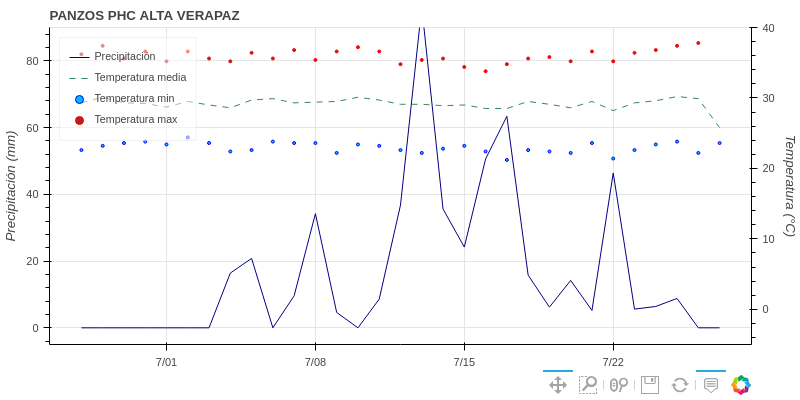 PANZOS PHC ALTA VERAPAZ
Precipitación
Temperatura media
Temperatura min
Temperatura max
80
60
40
20
0
Precipitación (mm)
40
30
20
10
0
Temperatura (°C)
7/01
7/08
7/15
7/22